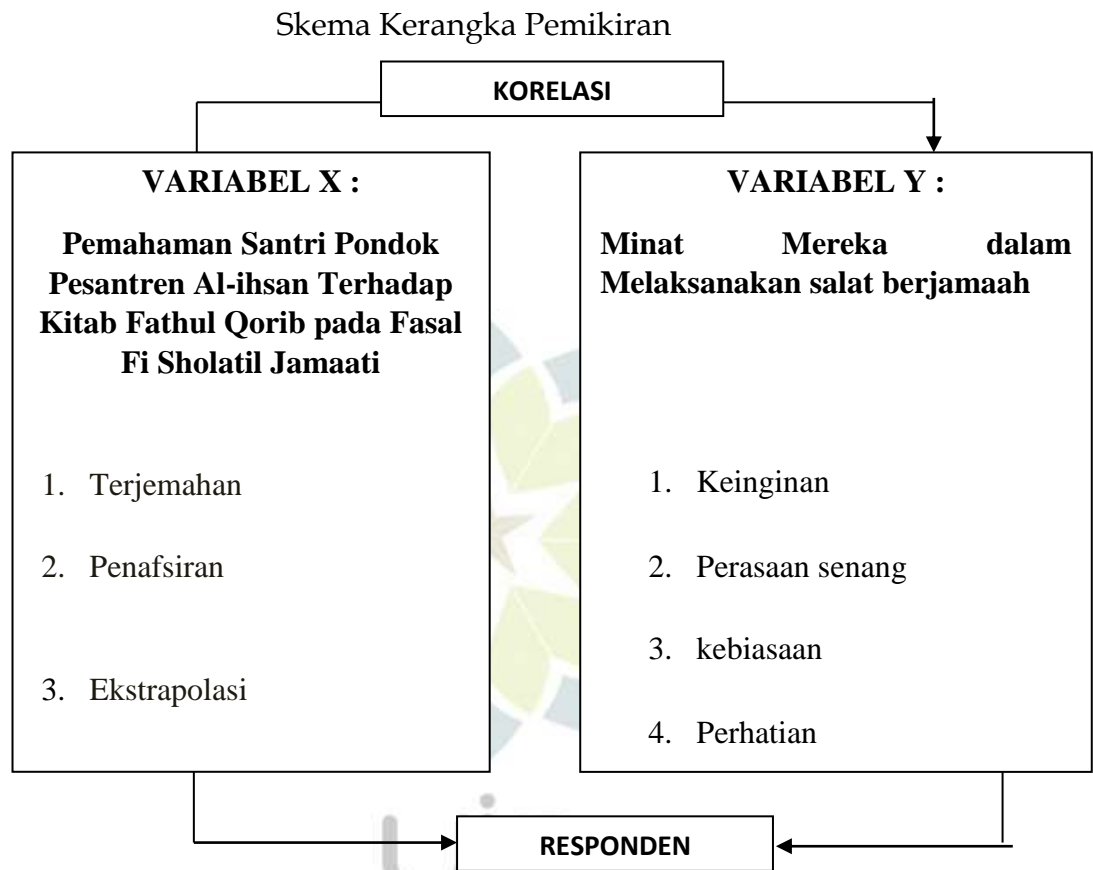 Skema Kerangka Pemikiran
KORELASI
VARIABEL X :
Pemahaman Santri Pondok
Pesantren Al-ihsan Terhadap
Kitab Fathul Qorib pada Fasal
Fi Sholatil Jamaati
1. Terjemahan
2. Penafsiran
3. Ekstrapolasi
VARIABEL Y :
Minat Mereka dalam
Melaksanakan salat berjamaah
1. Keinginan
2. Perasaan senang
3. kebiasaan
4. Perhatian
RESPONDEN